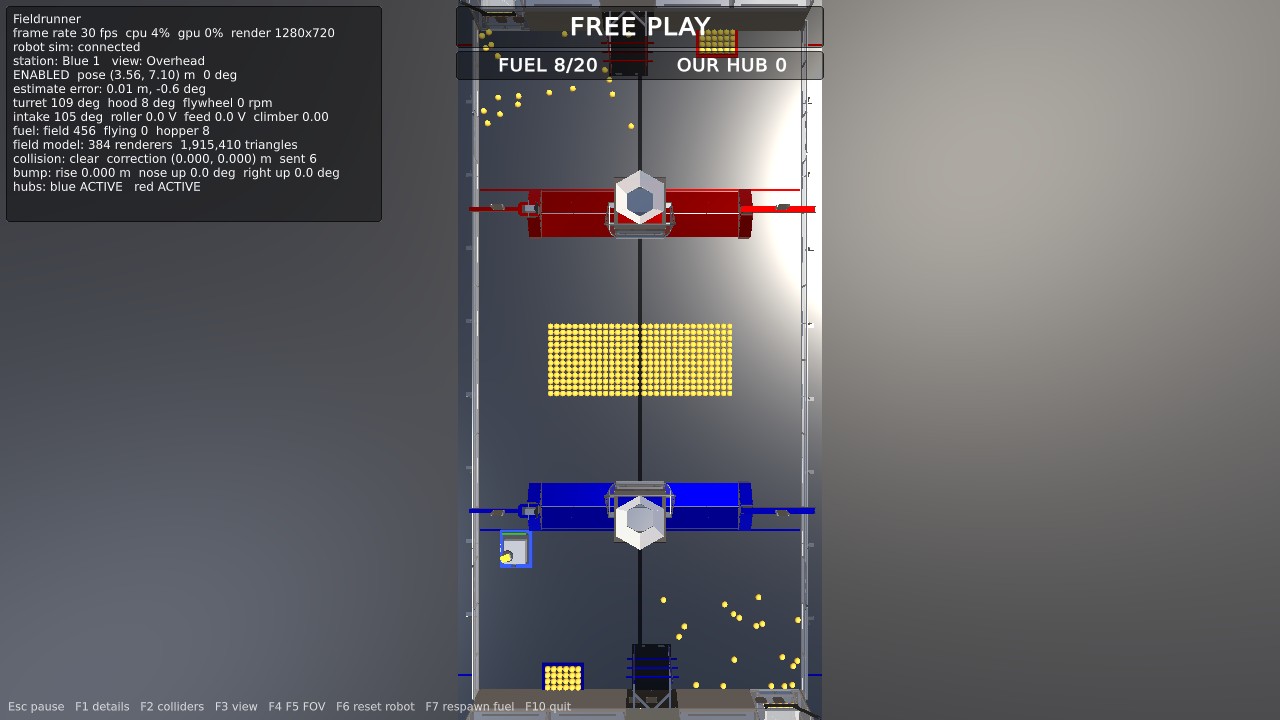 Fieldrunner
frame rate 30 fps  cpu 4%  gpu 0%  render 1280x720
robot sim: connected
station: Blue 1   view: Overhead
ENABLED  pose (3.56, 7.10) m  0 deg
estimate error: 0.01 m, -0.6 deg
turret 109 deg  hood 8 deg  flywheel 0 rpm
intake 105 deg  roller 0.0 V  feed 0.0 V  climber 0.00
fuel: field 456  flying 0  hopper 8
field model: 384 renderers  1,915,410 triangles
collision: clear  correction (0.000, 0.000) m  sent 6
bump: rise 0.000 m  nose up 0.0 deg  right up 0.0 deg
hubs: blue ACTIVE   red ACTIVE
FREE PLAY
FUEL 8/20
OUR HUB 0
Esc pause   F1 details   F2 colliders   F3 view   F4 F5 FOV   F6 reset robot   F7 respawn fuel   F10 quit